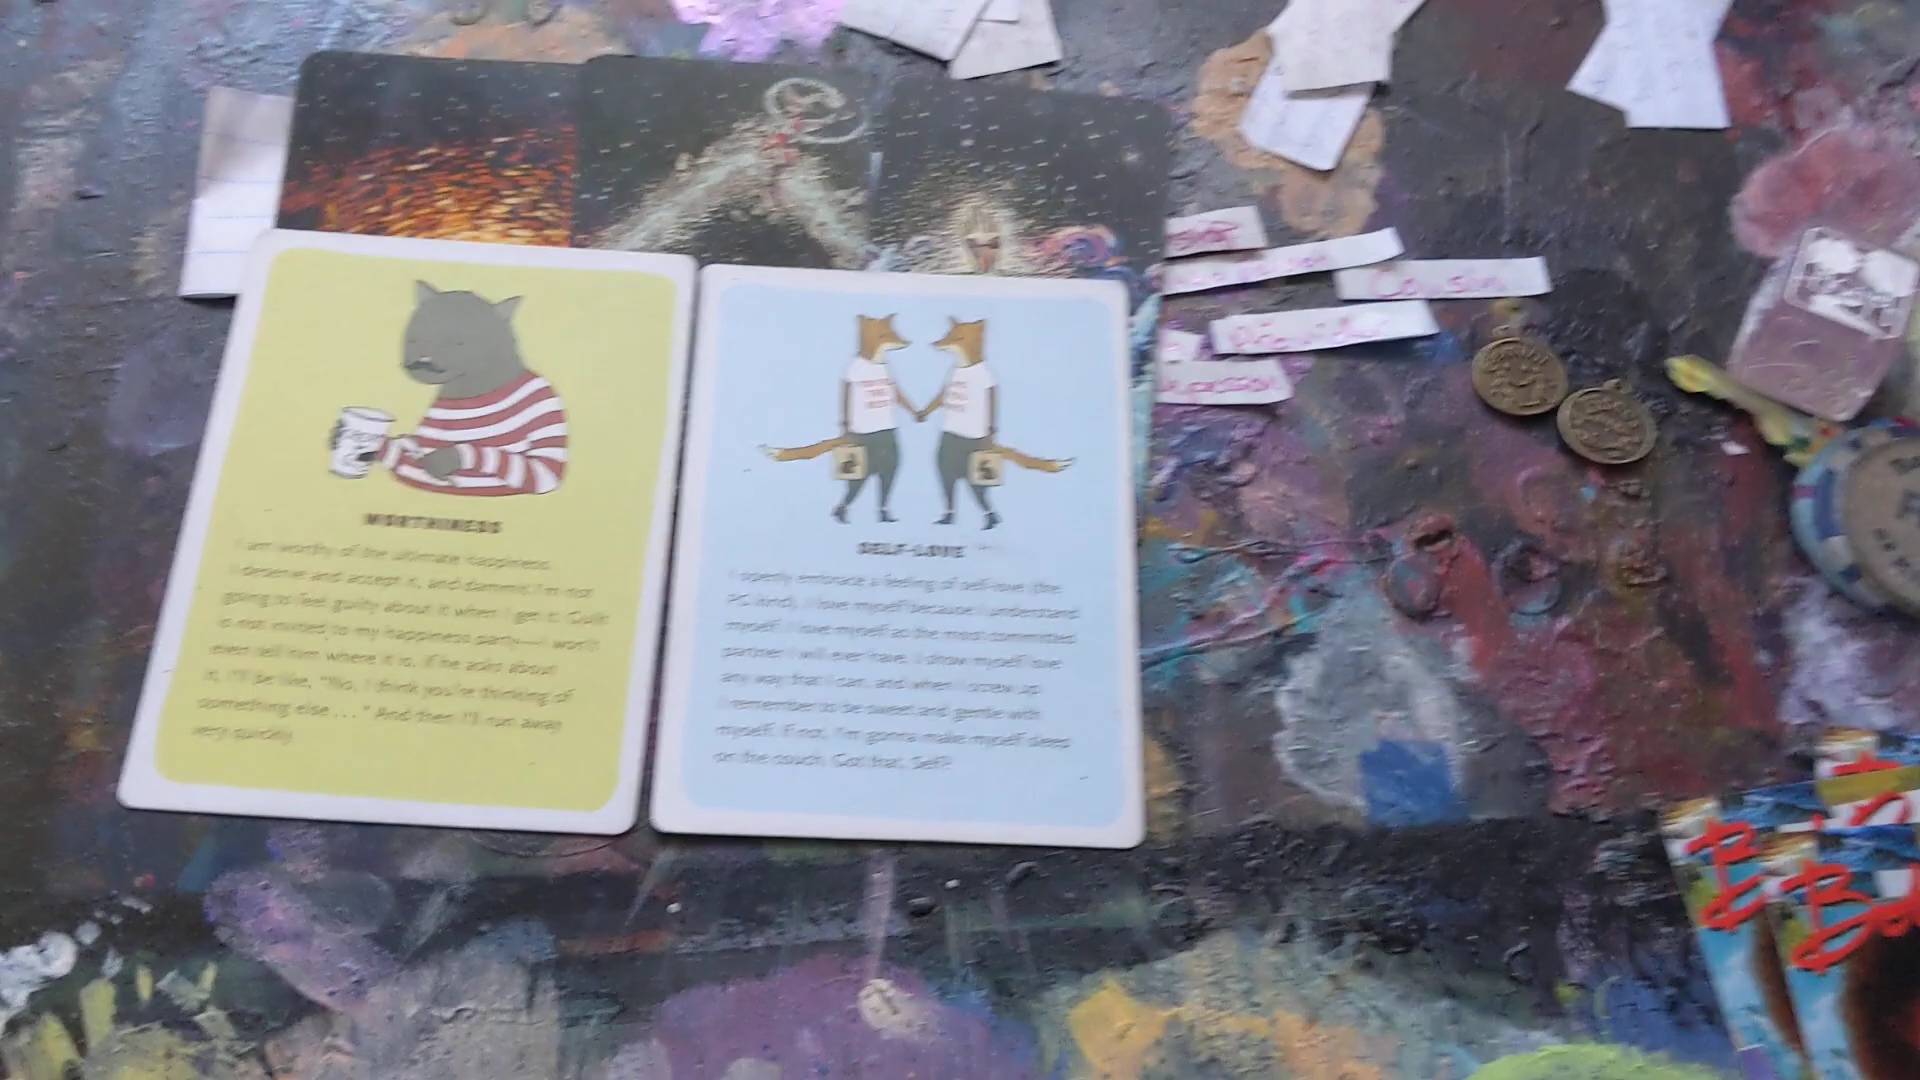 Cousin
Provider
WORTHINESS
I am worthy of the ultimate happiness.
I deserve and accept it, and dammit I'm not
going to feel guilty about it when I get it. Guilt
is not invited to my happiness party—I won't
even tell him where it is. If he asks about
it, I'll be like, "No, I think you're thinking of
something else . . . " And then I'll run away
very quickly.
SELF-LOVE
I openly embrace a feeling of self-love (the
PG kind). I love myself because I understand
myself. I love myself as the most committed
partner I will ever have. I show myself love
any way that I can, and when I screw up
I remember to be sweet and gentle with
myself. If not, I'm gonna make myself sleep
on the couch. Got that, Self?